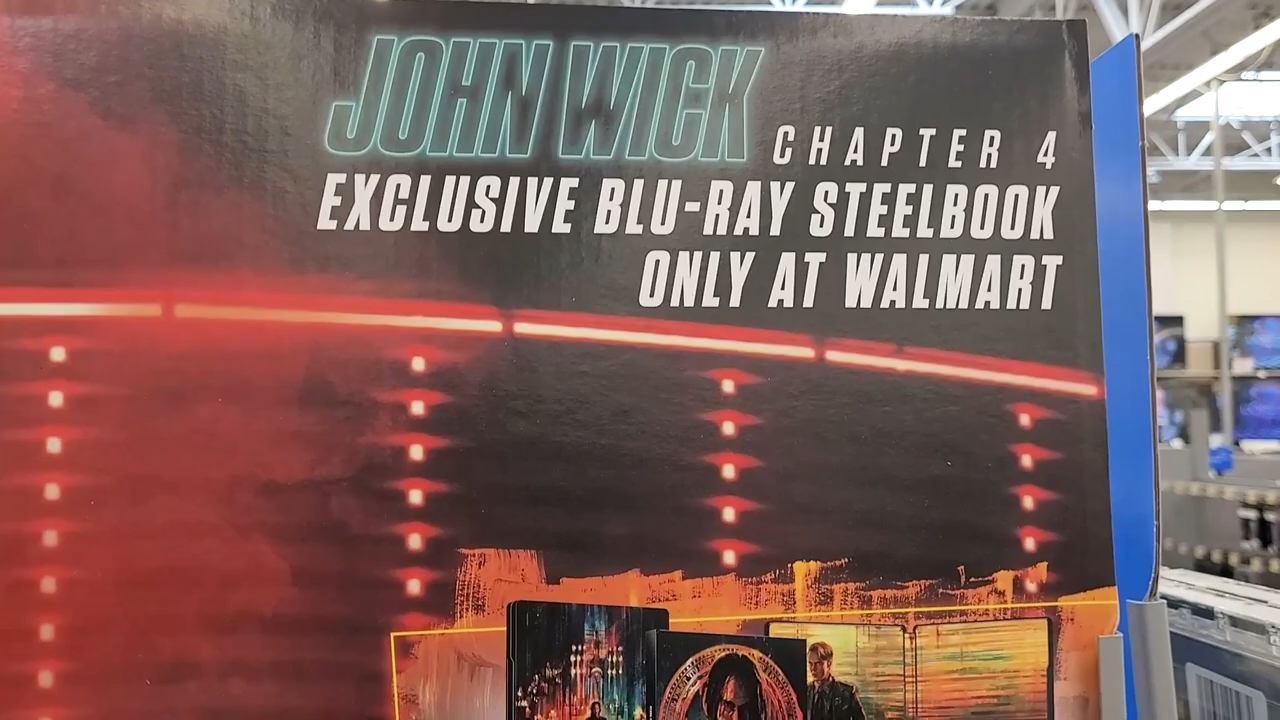 JOHN WICK CHAPTER 4
EXCLUSIVE BLU-RAY STEELBOOK
ONLY AT WALMART